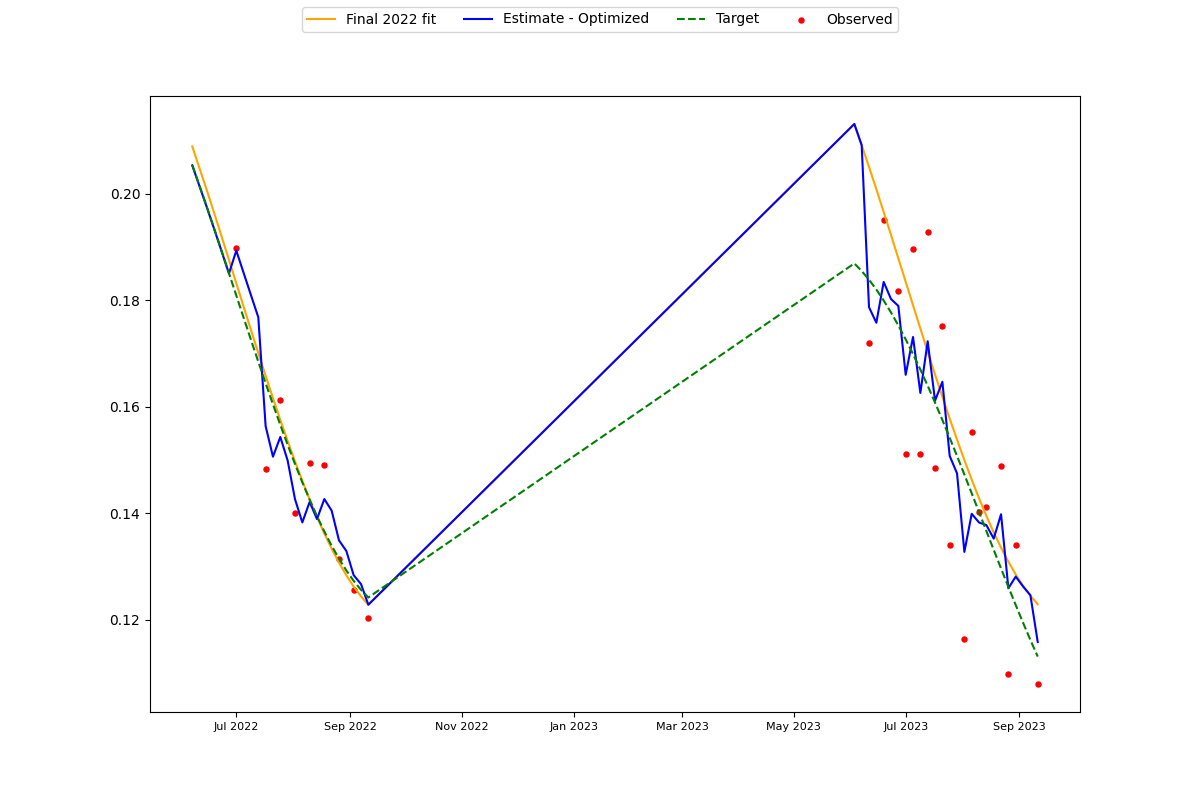 Final 2022 fit Estimate - Optimized Target Observed
0.20
0.18
0.16
0.14
0.12
Jul 2022 Sep 2022 Nov 2022 Jan 2023 Mar 2023 May 2023 Jul 2023 Sep 2023